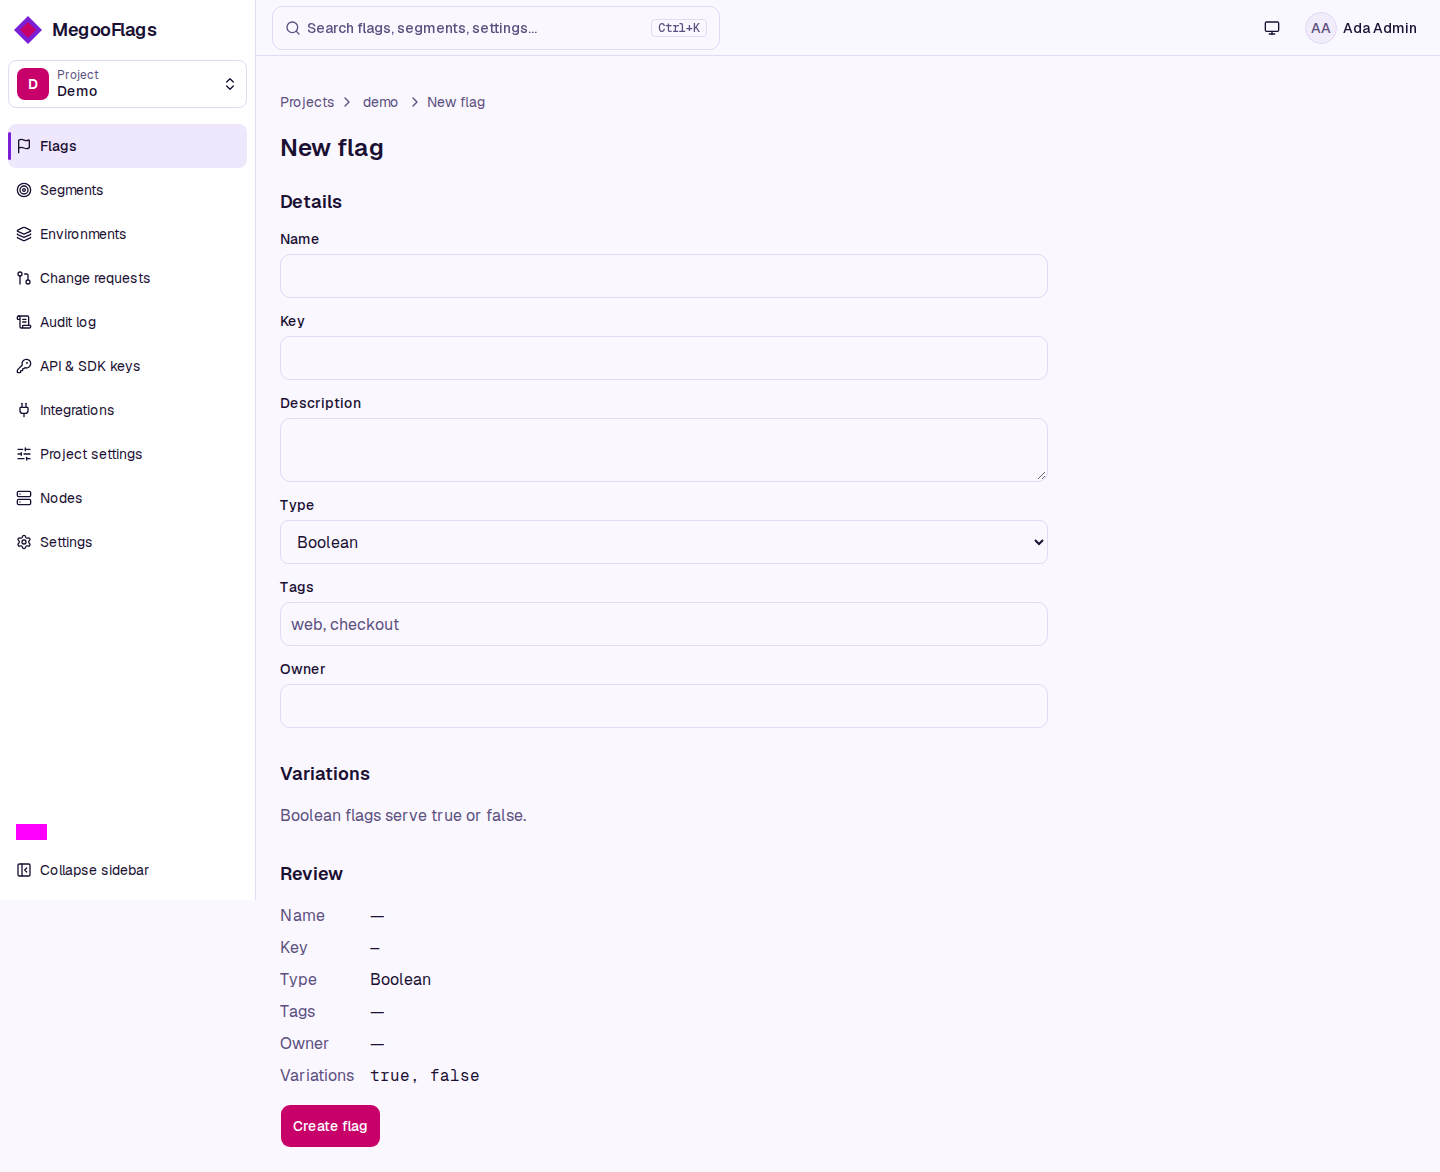 MegooFlags
Project
D
Demo
Flags
Segments
Environments
Change requests
Audit log
API & SDK keys
Integrations
Project settings
Nodes
Settings
Collapse sidebar
Search flags, segments, settings...
Ctrl+K
AA
Ada Admin
Projects
demo
New flag
New flag
Details
Name
Key
Description
Type
Boolean
Tags
web, checkout
Owner
Variations
Boolean flags serve true or false.
Review
Name —
Key –
Type Boolean
Tags —
Owner —
Variations true, false
Create flag